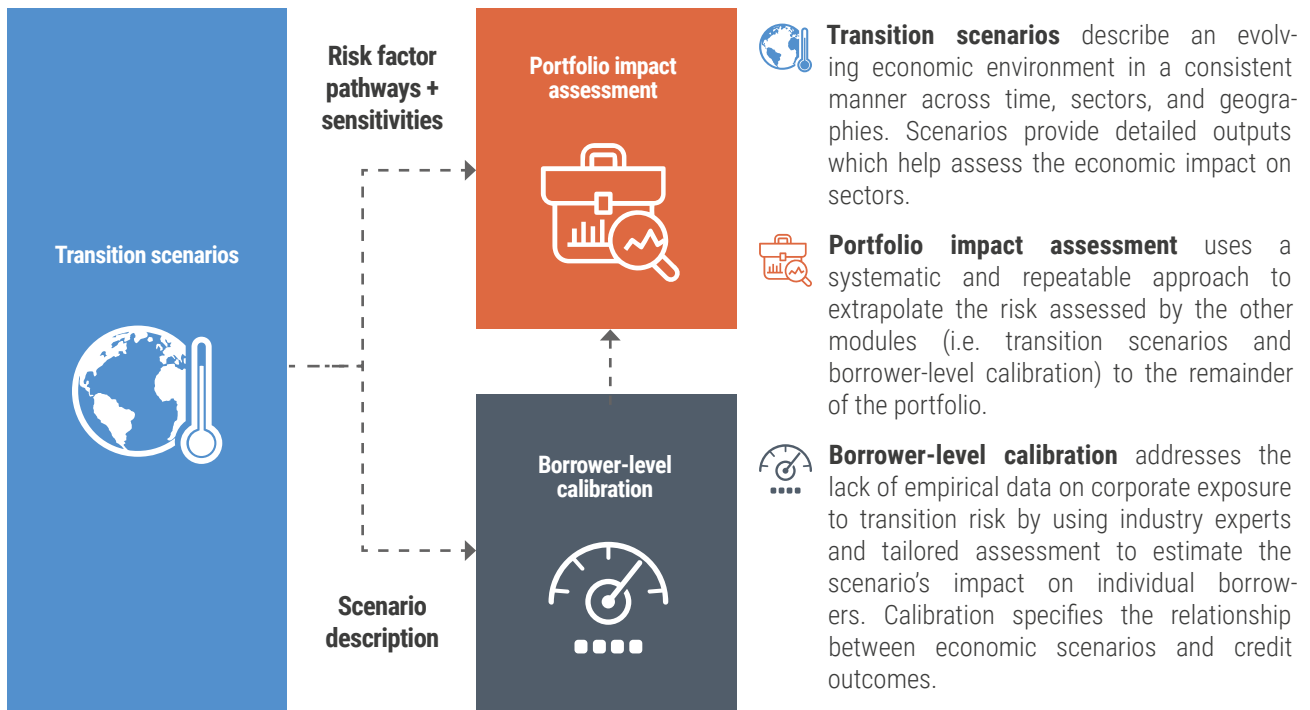 Transition scenarios
Risk factor
pathways +
sensitivities
Scenario
description
Portfolio impact
assessment
Borrower-level
calibration
Transition scenarios describe an evolv-
ing economic environment in a consistent
manner across time, sectors, and geogra-
phies. Scenarios provide detailed outputs
which help assess the economic impact on
sectors.
Portfolio impact assessment uses a
systematic and repeatable approach to
extrapolate the risk assessed by the other
modules (i.e. transition scenarios and
borrower-level calibration) to the remainder
of the portfolio.
Borrower-level calibration addresses the
lack of empirical data on corporate exposure
to transition risk by using industry experts
and tailored assessment to estimate the
scenario's impact on individual borrow-
ers. Calibration specifies the relationship
between economic scenarios and credit
outcomes.